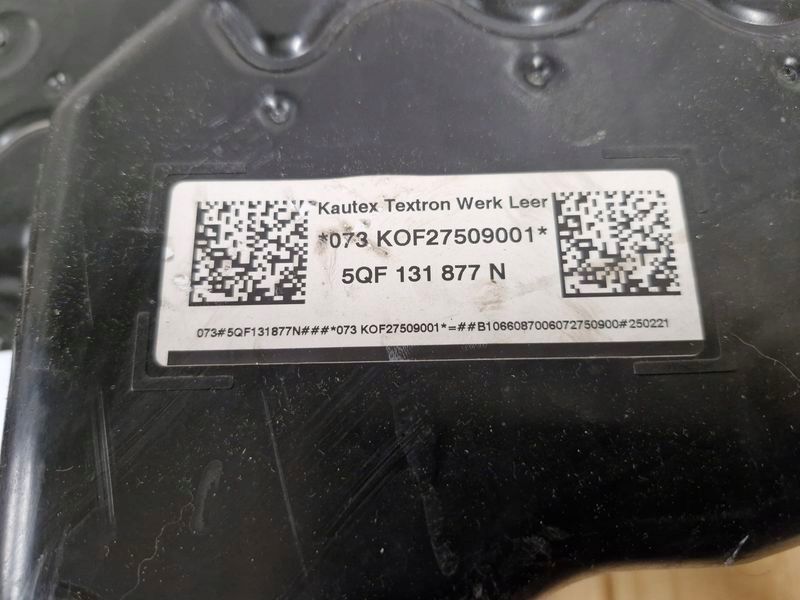 Kautex Textron Werk Leer
*073 KOF27509001*
5QF 131 877 N
073#5QF131877N###*073 KOF27509001*=##B1066087006072750900#250221